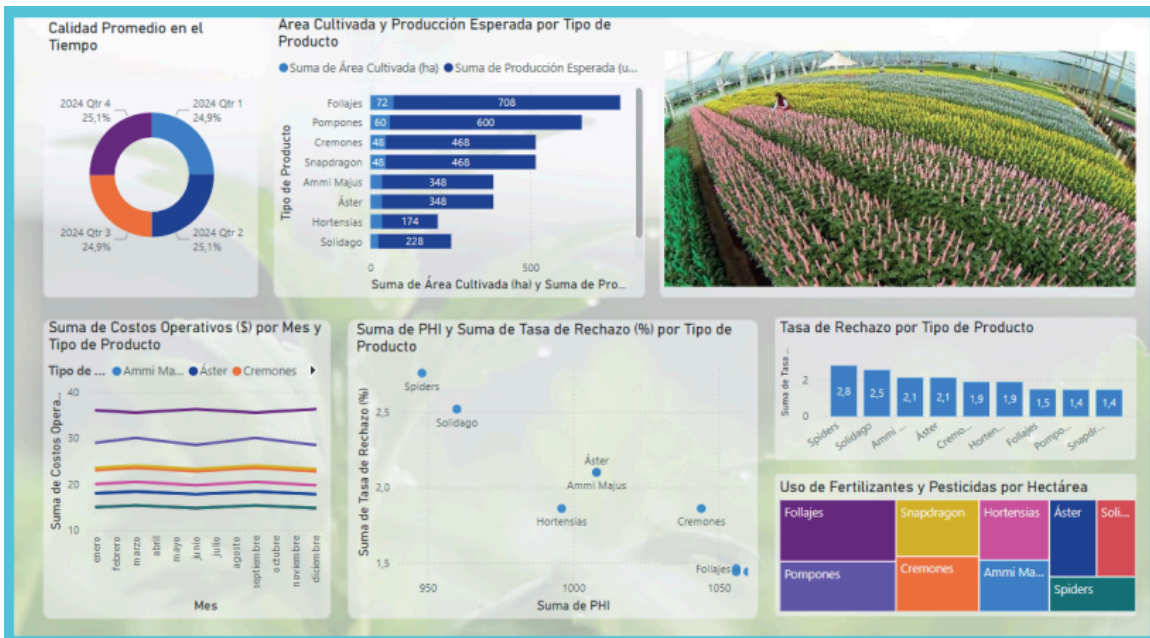 Calidad Promedio en el
Tiempo
2024 Qtr 4
25,1%
2024 Qtr 1
24,9%
2024 Qtr 3
24,9%
2024 Qtr 2
25,1%
Area Cultivada y Producción Esperada por Tipo de
Producto
Suma de Área Cultivada (ha) Suma de Producción Esperada (u...
Tipo de Producto
Follajes 72 708
Pompones 60 600
Cremones 48 468
Snapdragon 48 468
Ammi Majus 348
Áster 348
Hortensias 174
Solidago 228
0 500
Suma de Área Cultivada (ha) y Suma de Pro...
Suma de Costos Operativos ($) por Mes y
Tipo de Producto
Tipo de ... Ammi Ma... Áster Cremones
Suma de Costos Opera...
40
30
20
10
enero
febrero
marzo
abril
mayo
junio
julio
agosto
septiembre
octubre
noviembre
diciembre
Mes
Suma de PHI y Suma de Tasa de Rechazo (%) por Tipo de
Producto
Suma de Tasa de Rechazo (%)
2,5
2,0
1,5
Spiders
Solidago
Áster
Ammi Majus
Hortensias
Cremones
Follajes
950 1000 1050
Suma de PHI
Tasa de Rechazo por Tipo de Producto
Suma de Tasa ...
2
0
2,8 2,5 2,1 2,1 1,9 1,9 1,5 1,4 1,4
Spiders
Solidago
Ammi ...
Áster
Cremo...
Horten...
Follajes
Pompo...
Snapdr...
Uso de Fertilizantes y Pesticidas por Hectárea
Follajes Snapdragon Hortensias Áster Soli...
Pompones Cremones Ammi Ma... Spiders